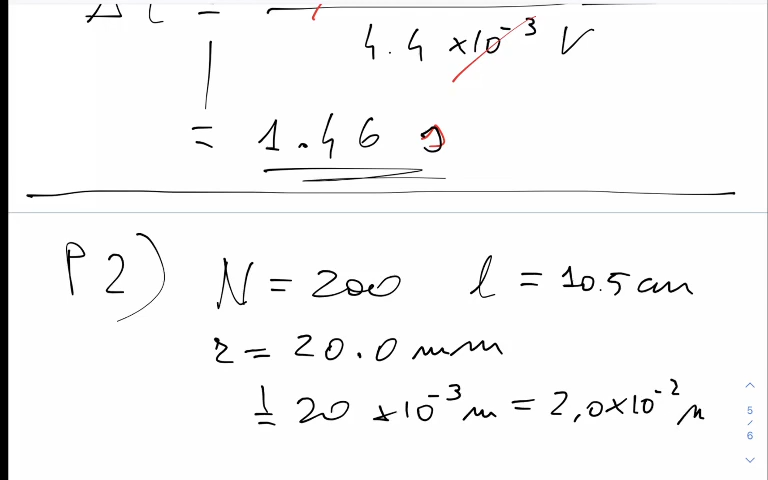 Δt =
4.4 ×10⁻³ V
= 1.46 s
P2) N = 200 l = 10.5 cm
r = 20.0 mm
= 20 ×10⁻³ m = 2,0×10⁻² m
5
/
6